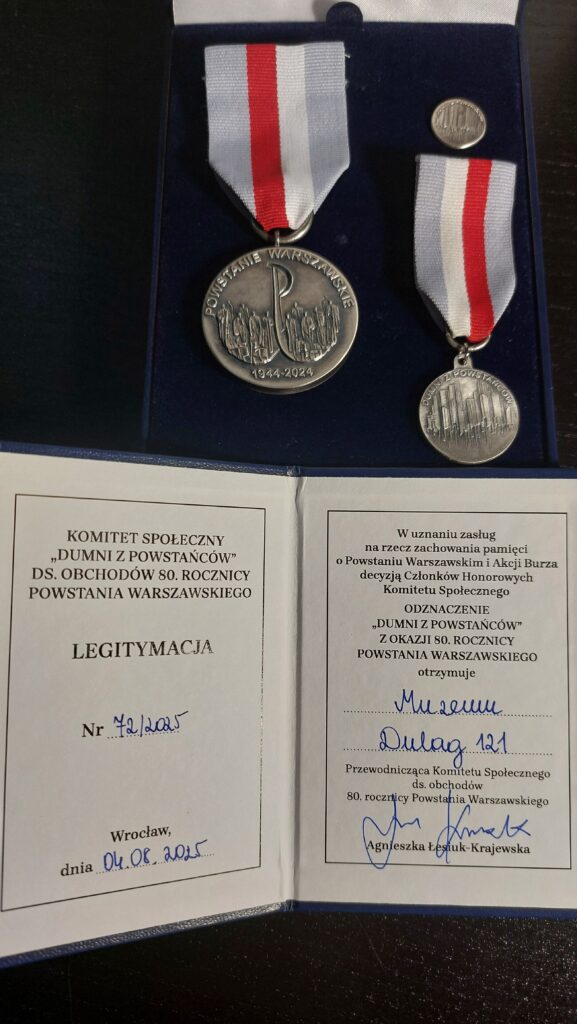 POWSTANIE WARSZAWSKIE
1944-2024
DUMNI Z POWSTAŃCÓW
KOMITET SPOŁECZNY
„DUMNI Z POWSTAŃCÓW”
DS. OBCHODÓW 80. ROCZNICY
POWSTANIA WARSZAWSKIEGO
LEGITYMACJA
Nr 72/2025
Wrocław,
dnia 04.08.2025
W uznaniu zasług
na rzecz zachowania pamięci
o Powstaniu Warszawskim i Akcji Burza
decyzją Członków Honorowych
Komitetu Społecznego
ODZNACZENIE
„DUMNI Z POWSTAŃCÓW”
Z OKAZJI 80. ROCZNICY
POWSTANIA WARSZAWSKIEGO
otrzymuje
Muzeum
Dulag 121
Przewodnicząca Komitetu Społecznego
ds. obchodów
80. rocznicy Powstania Warszawskiego
Agnieszka Łesiuk-Krajewska